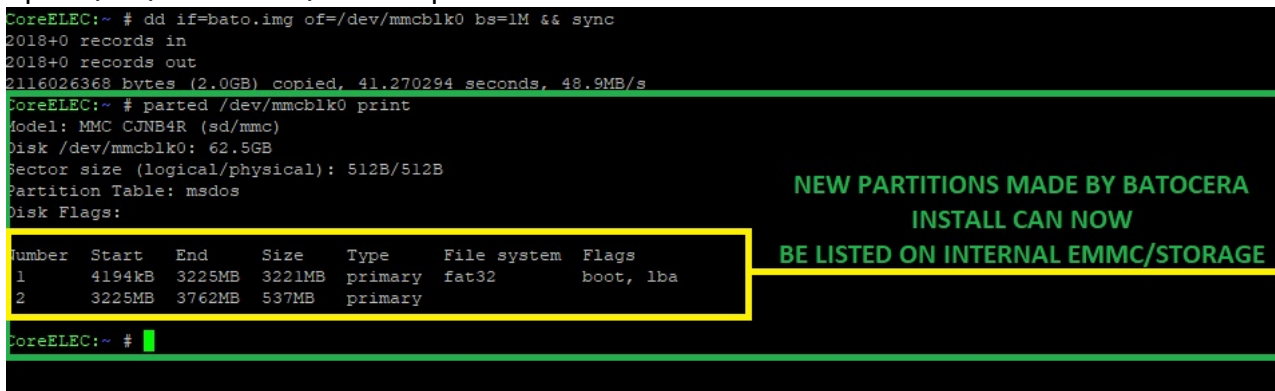 CoreELEC:~ # dd if=bato.img of=/dev/mmcblk0 bs=1M && sync
2018+0 records in
2018+0 records out
2116026368 bytes (2.0GB) copied, 41.270294 seconds, 48.9MB/s
CoreELEC:~ # parted /dev/mmcblk0 print
Model: MMC CJNB4R (sd/mmc)
Disk /dev/mmcblk0: 62.5GB
Sector size (logical/physical): 512B/512B
Partition Table: msdos
Disk Flags:
NEW PARTITIONS MADE BY BATOCERA
INSTALL CAN NOW
BE LISTED ON INTERNAL EMMC/STORAGE
Number Start End Size Type File system Flags
1 4194kB 3225MB 3221MB primary fat32 boot, lba
2 3225MB 3762MB 537MB primary
CoreELEC:~ #